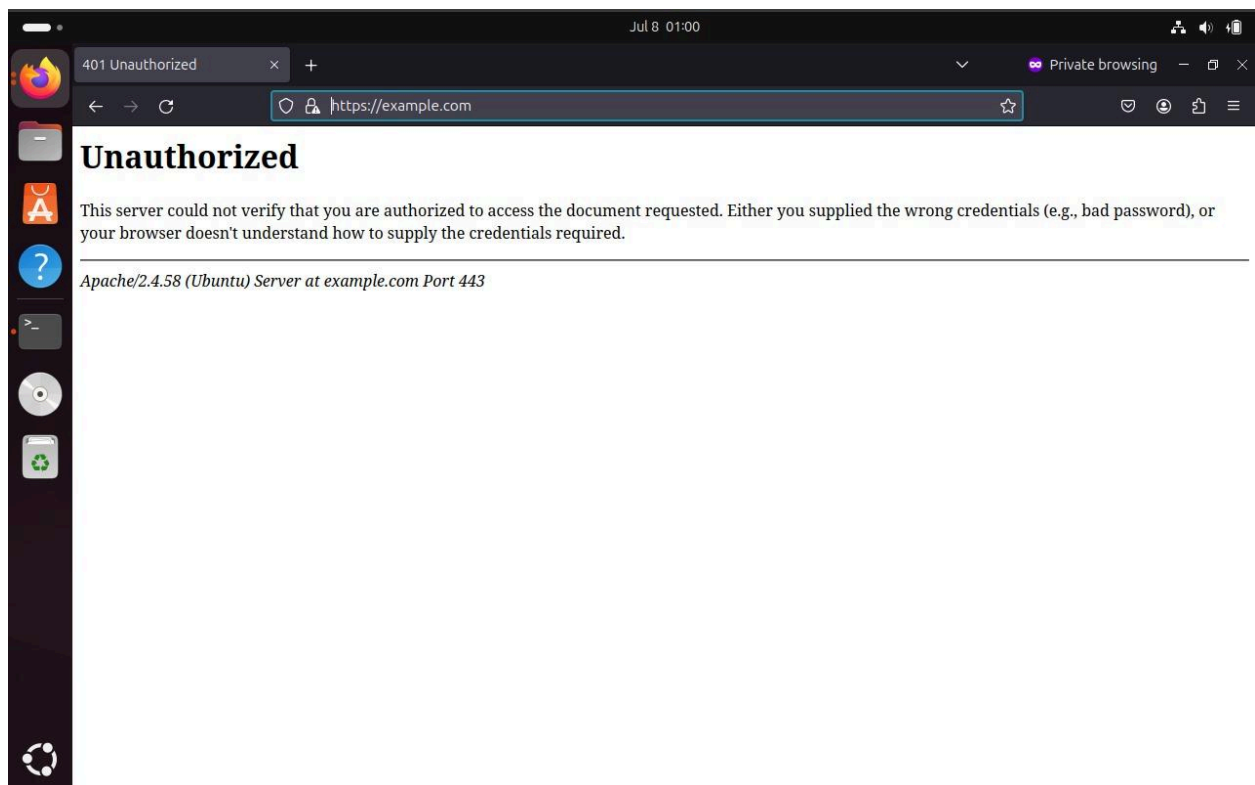 Jul 8 01:00
401 Unauthorized
Private browsing
https://example.com
Unauthorized
This server could not verify that you are authorized to access the document requested. Either you supplied the wrong credentials (e.g., bad password), or
your browser doesn't understand how to supply the credentials required.
Apache/2.4.58 (Ubuntu) Server at example.com Port 443